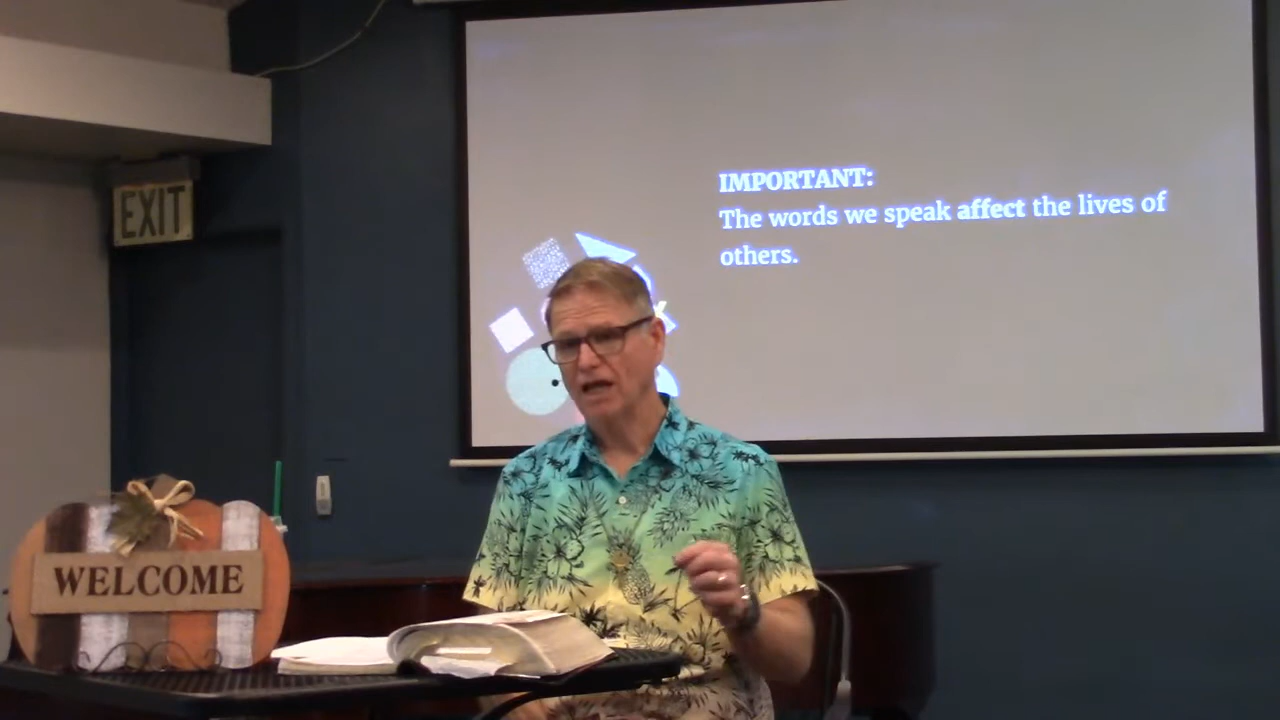 EXIT
IMPORTANT:
The words we speak affect the lives of
others.
WELCOME